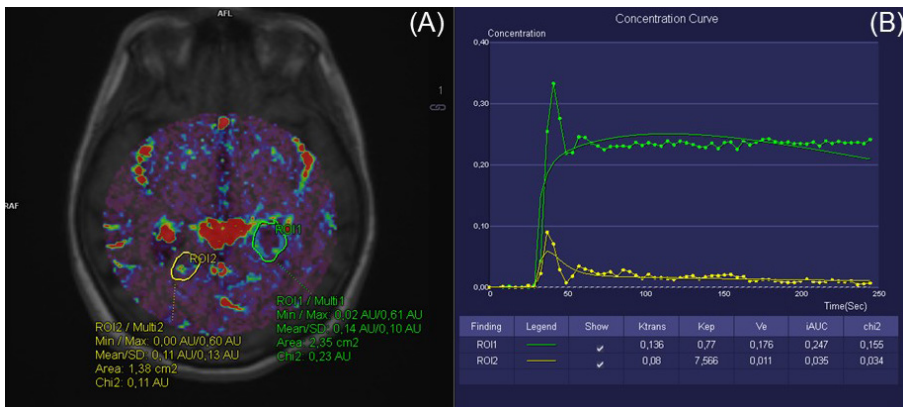 AFL
(A)
1
RAF
ROI1
ROI2
ROI2 / Multi2
Min / Max: 0,00 AU/0,60 AU
Mean/SD: 0,11 AU/0,13 AU
Area: 1,38 cm2
Chi2: 0,11 AU
ROI1 / Multi1
Min / Max: 0,02 AU/0,61 AU
Mean/SD: 0,14 AU/0,10 AU
Area: 2,35 cm2
Chi2: 0,23 AU
Concentration Curve
(B)
Concentration
0,40
0,30
0,20
0,10
0,00
0 50 100 150 200 250
Time(Sec)
Finding Legend Show Ktrans Kep Ve iAUC chi2
ROI1 0,136 0,77 0,176 0,247 0,155
ROI2 0,08 7,566 0,011 0,035 0,034